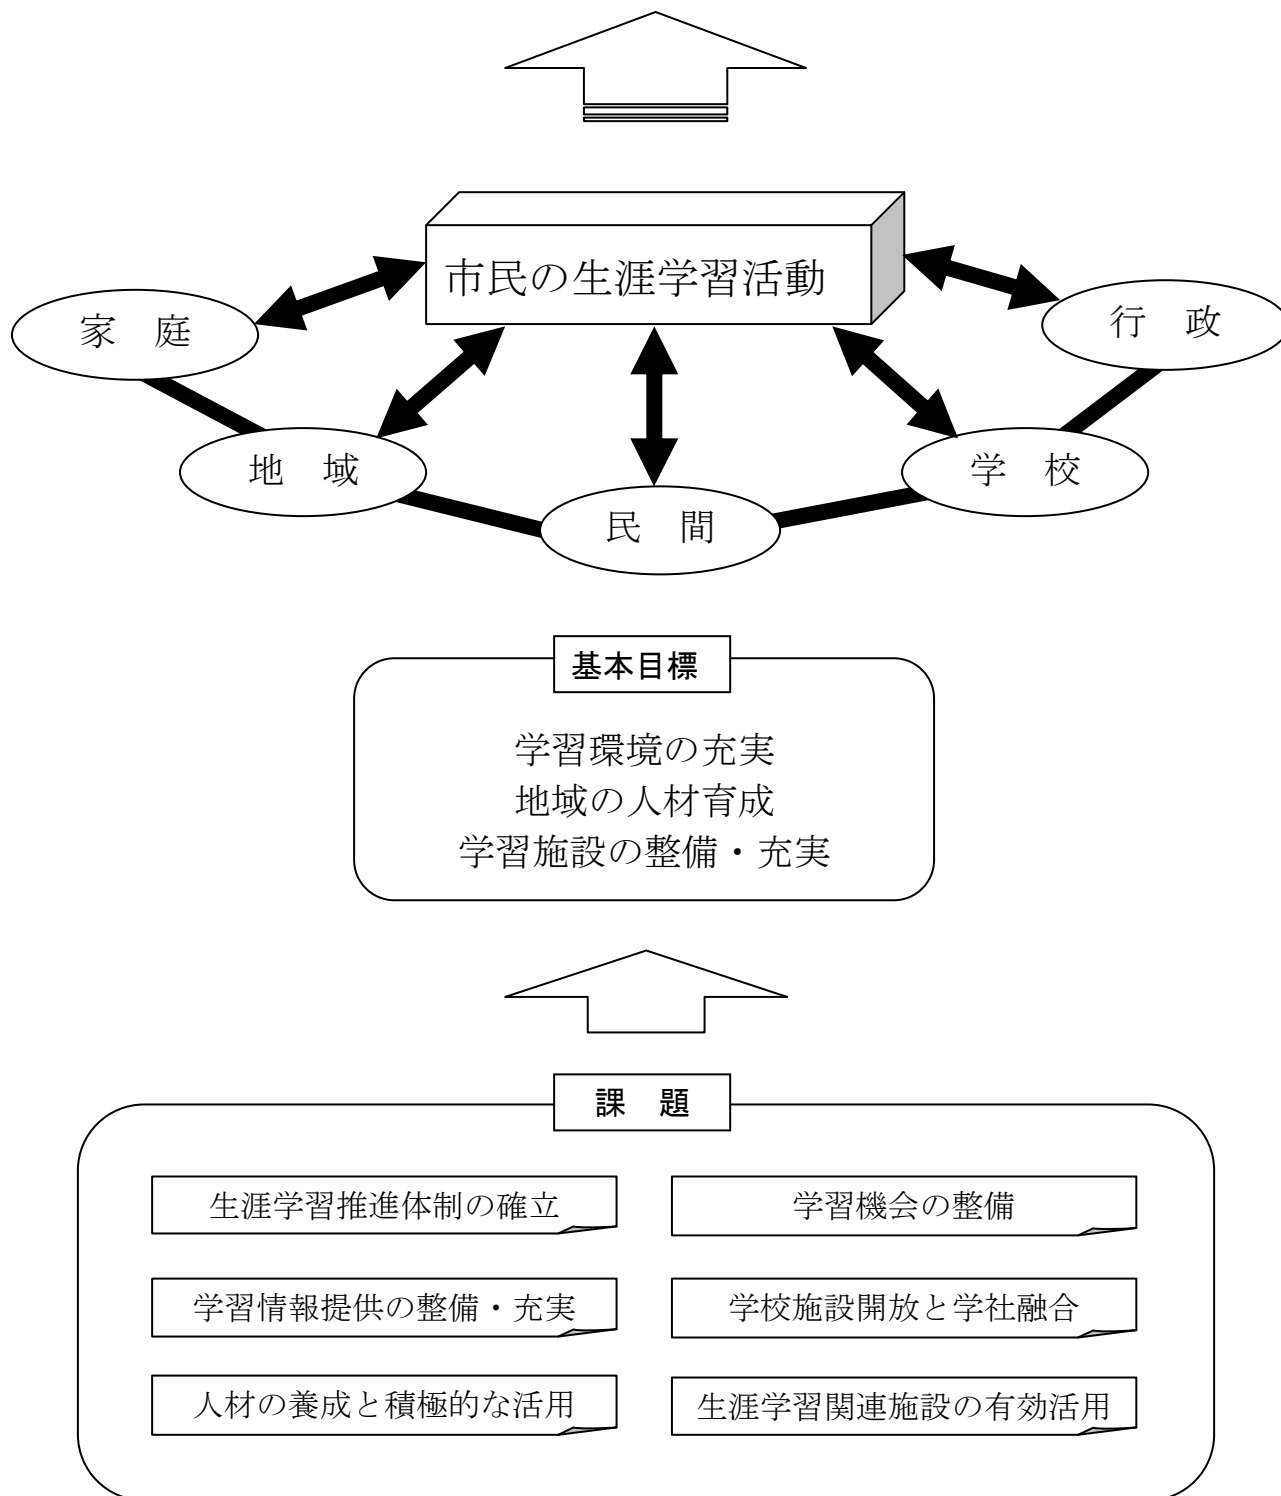 市民の生涯学習活動
家　庭
行　政
地　域
学　校
民　間
基本目標
学習環境の充実
地域の人材育成
学習施設の整備・充実
課　題
生涯学習推進体制の確立
学習機会の整備
学習情報提供の整備・充実
学校施設開放と学社融合
人材の養成と積極的な活用
生涯学習関連施設の有効活用